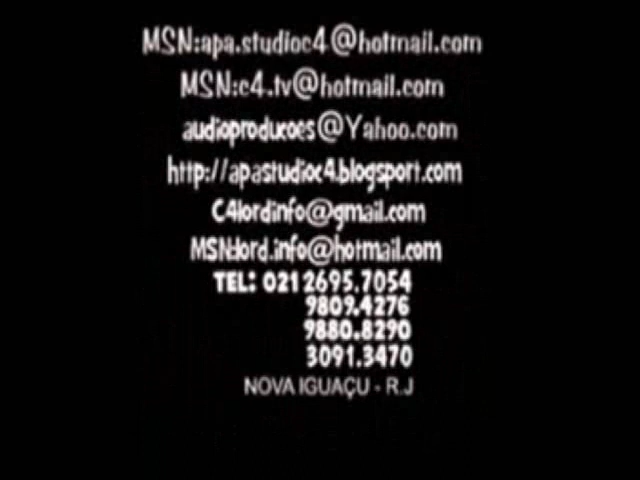 MSN:apa.studioc4@hotmail.com
MSN:c4.tv@hotmail.com
audioproducoes@Yahoo.com
http://apastudioc4.blogsport.com
C4lordinfo@gmail.com
MSN:lord.info@hotmail.com
TEL: 021 2695.7054
9809.4276
9880.8290
3091.3470
NOVA IGUAÇU - R.J